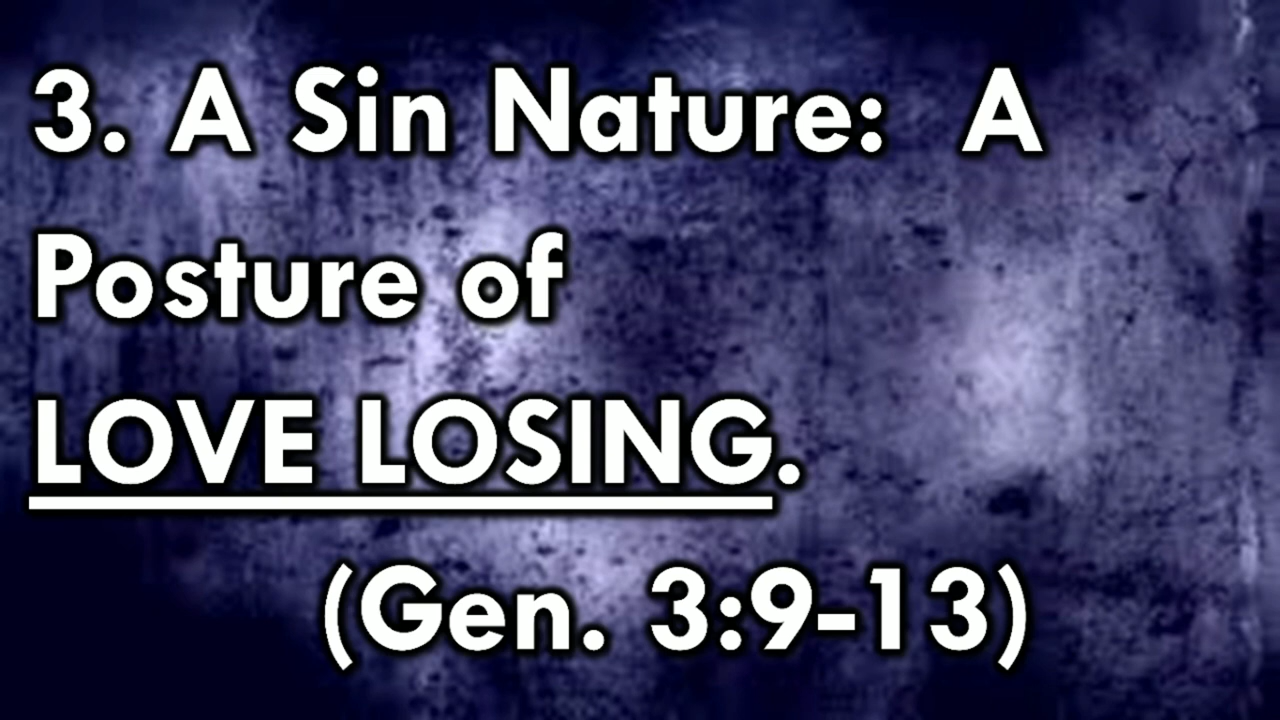 3. A Sin Nature:  A
Posture of
LOVE LOSING.
(Gen. 3:9-13)